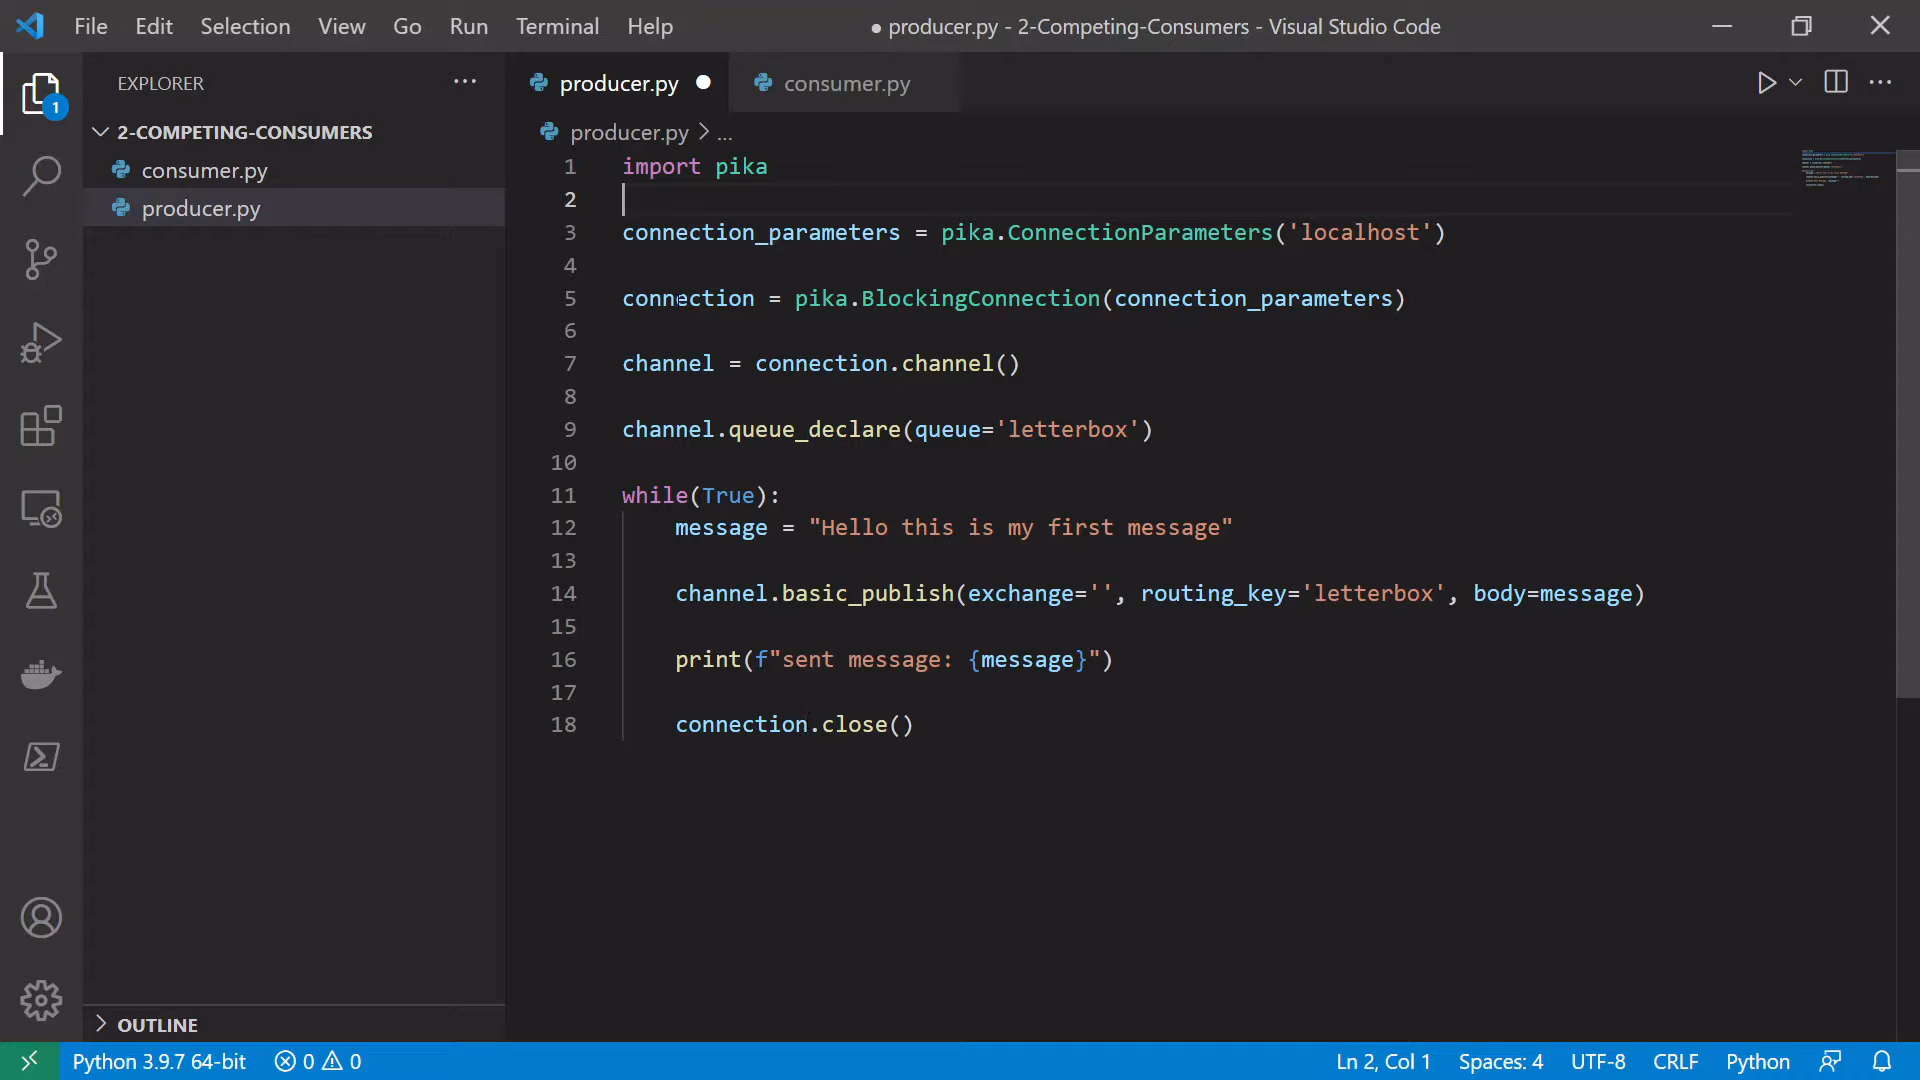 File Edit Selection View Go Run Terminal Help
● producer.py - 2-Competing-Consumers - Visual Studio Code
1
EXPLORER ...
2-COMPETING-CONSUMERS
consumer.py
producer.py
OUTLINE
producer.py ● consumer.py
producer.py > ...
1 import pika
2
3 connection_parameters = pika.ConnectionParameters('localhost')
4
5 connection = pika.BlockingConnection(connection_parameters)
6
7 channel = connection.channel()
8
9 channel.queue_declare(queue='letterbox')
10
11 while(True):
12     message = "Hello this is my first message"
13
14     channel.basic_publish(exchange='', routing_key='letterbox', body=message)
15
16     print(f"sent message: {message}")
17
18     connection.close()
Python 3.9.7 64-bit 0 0 Ln 2, Col 1 Spaces: 4 UTF-8 CRLF Python